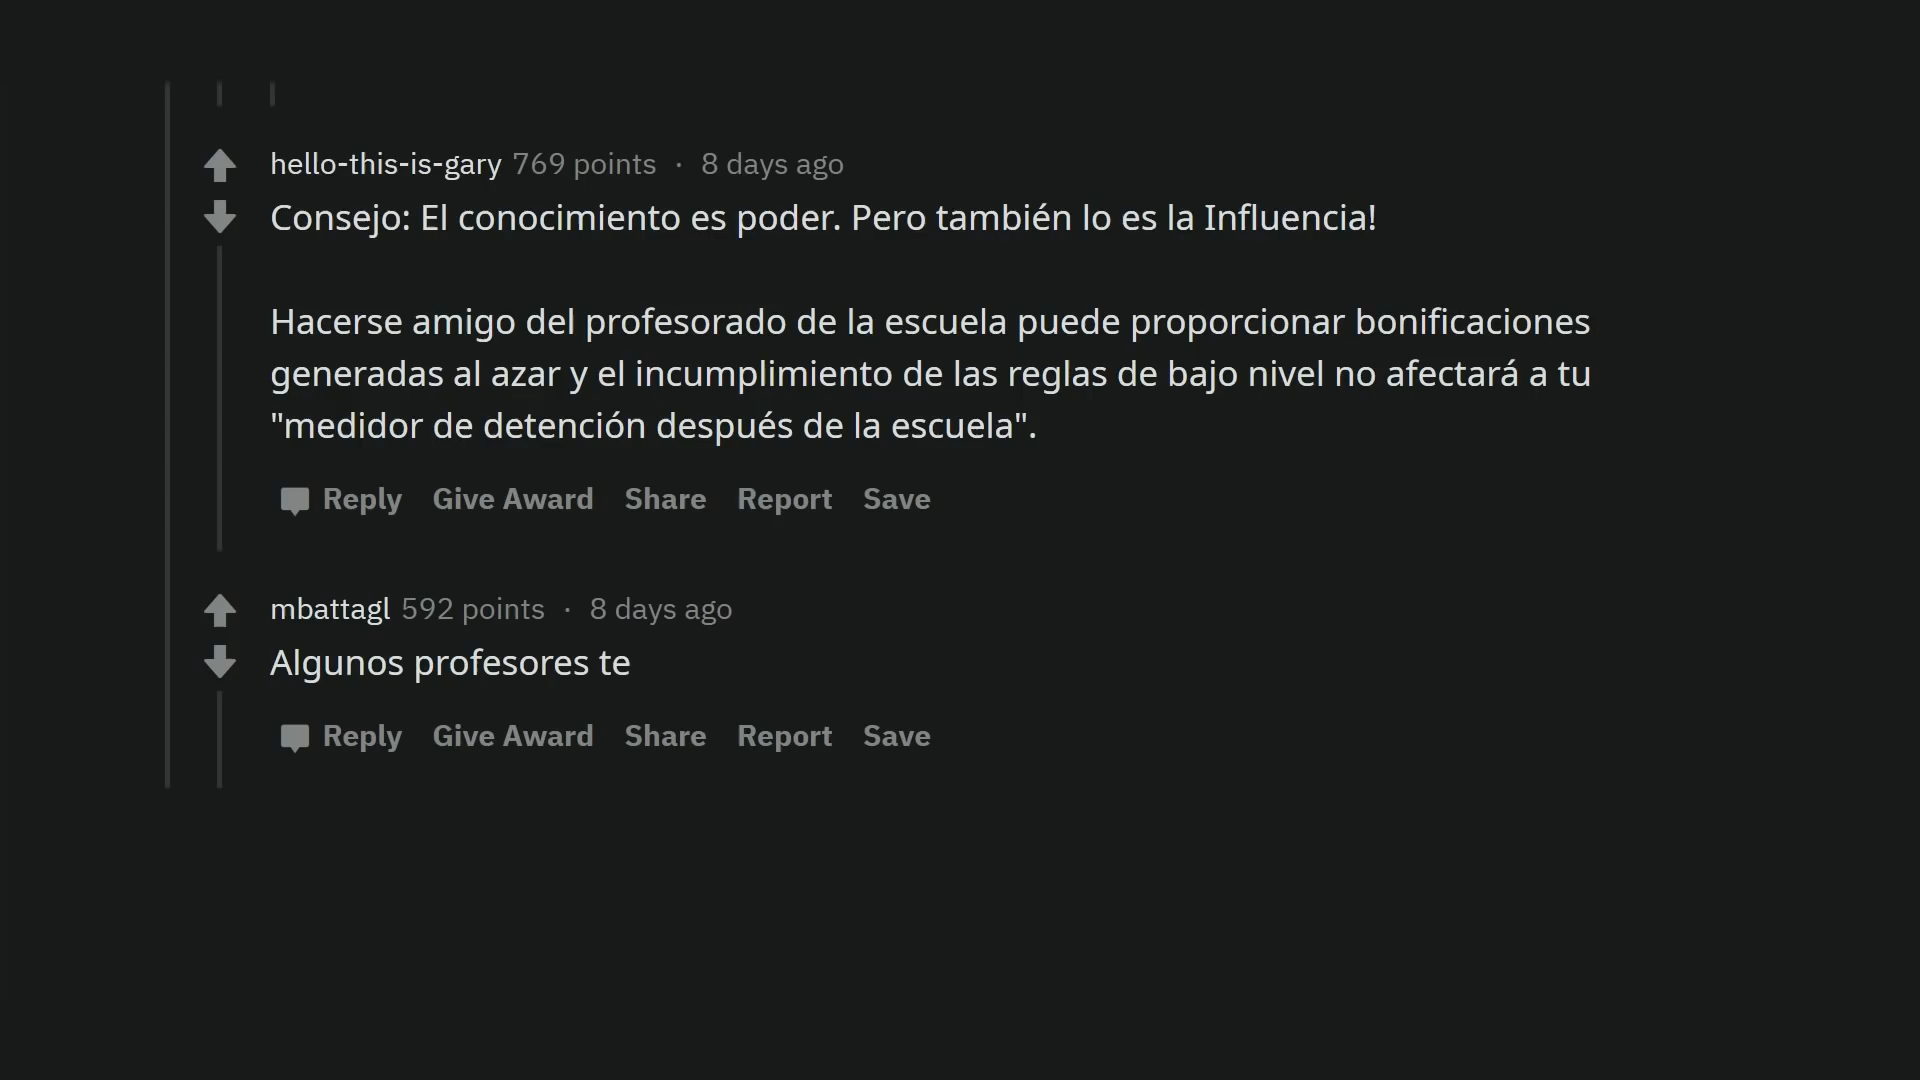 hello-this-is-gary 769 points · 8 days ago
Consejo: El conocimiento es poder. Pero también lo es la Influencia!
Hacerse amigo del profesorado de la escuela puede proporcionar bonificaciones
generadas al azar y el incumplimiento de las reglas de bajo nivel no afectará a tu
"medidor de detención después de la escuela".
Reply Give Award Share Report Save
mbattagl 592 points · 8 days ago
Algunos profesores te
Reply Give Award Share Report Save